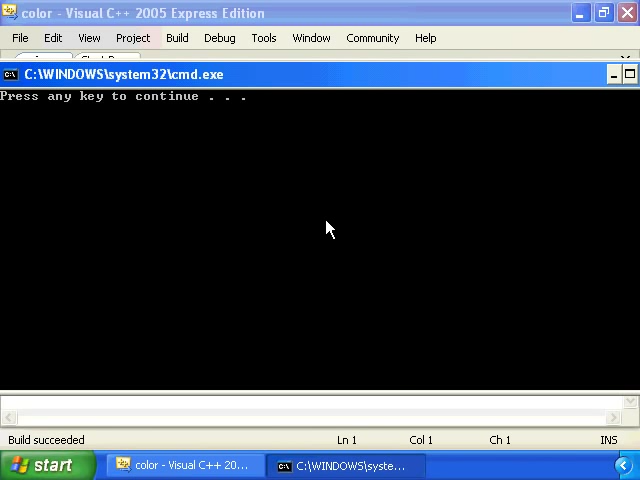 color - Visual C++ 2005 Express Edition
File Edit View Project Build Debug Tools Window Community Help
C:\WINDOWS\system32\cmd.exe
Press any key to continue . . .
Build succeeded Ln 1 Col 1 Ch 1 INS
start color - Visual C++ 20... C:\WINDOWS\syste...